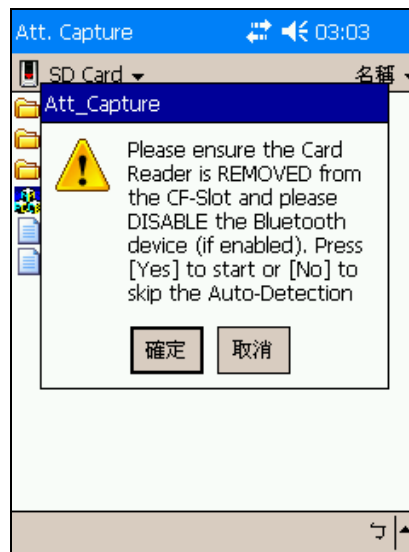 Att. Capture 03:03
SD Card 名稱
Att_Capture
Please ensure the Card
Reader is REMOVED from
the CF-Slot and please
DISABLE the Bluetooth
device (if enabled). Press
[Yes] to start or [No] to
skip the Auto-Detection
確定 取消
ㄅ